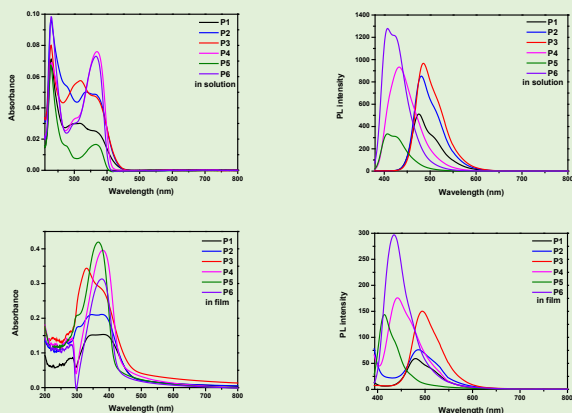 0.10
0.08
0.06
0.04
0.02
0.00
Absorbance
300 400 500 600 700 800
Wavelength (nm)
P1
P2
P3
P4
P5
P6
in solution
1400
1200
1000
800
600
400
200
0
PL intensity
400 500 600 700 800
Wavelength (nm)
P1
P2
P3
P4
P5
P6
in solution
0.4
0.3
0.2
0.1
0.0
Absorbance
200 300 400 500 600 700 800
Wavelength (nm)
P1
P2
P3
P4
P5
P6
in film
300
250
200
150
100
50
0
PL intensity
400 500 600 700 800
Wavelength (nm)
P1
P2
P3
P4
P5
P6
in film